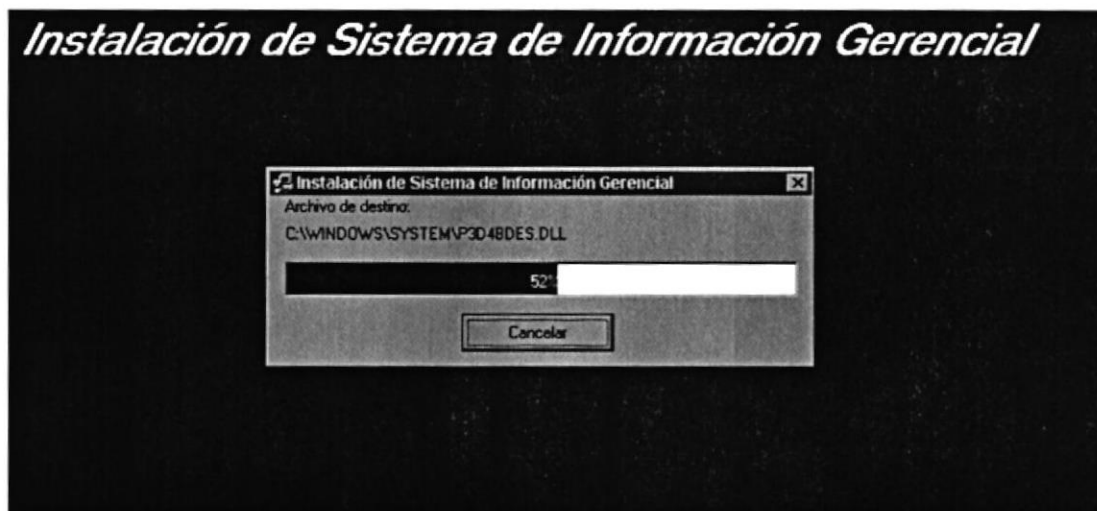 Instalación de Sistema de Información Gerencial
Instalación de Sistema de Información Gerencial
Archivo de destino:
C:\WINDOWS\SYSTEM\P3D4BDES.DLL
52%
Cancelar